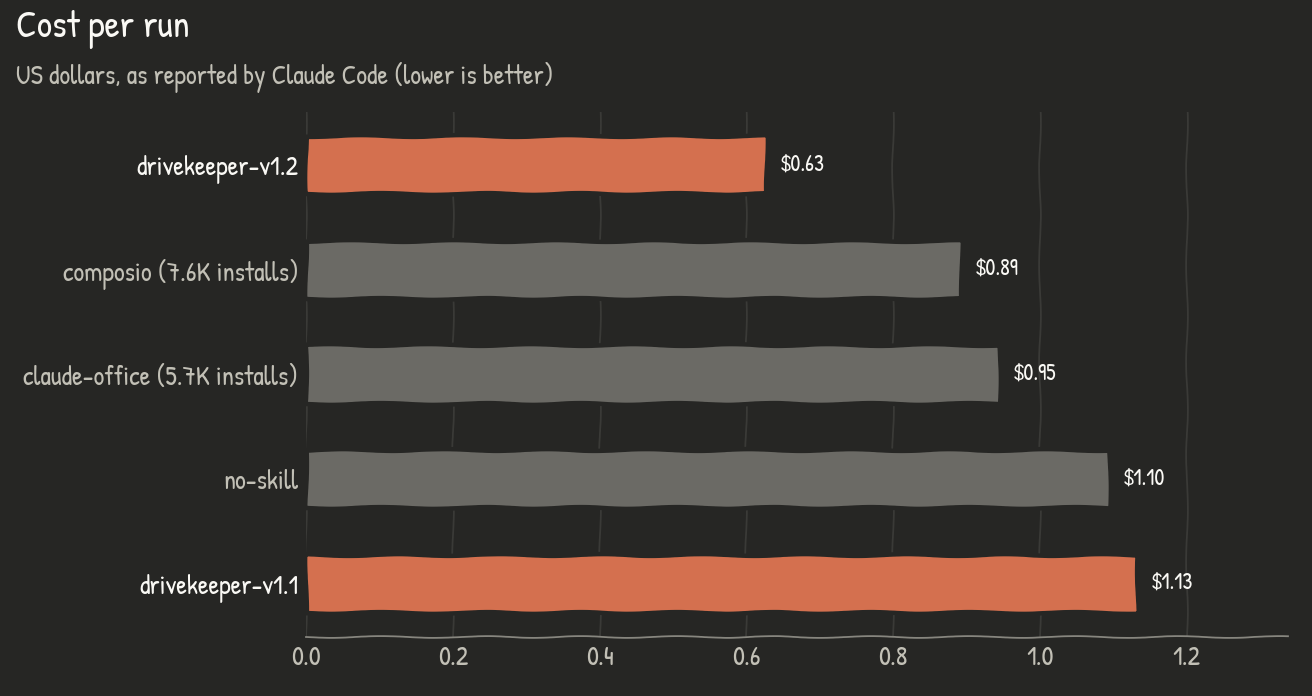 Cost per run
US dollars, as reported by Claude Code (lower is better)
drivekeeper-v1.2 $0.63
composio (7.6K installs) $0.89
claude-office (5.7K installs) $0.95
no-skill $1.10
drivekeeper-v1.1 $1.13
0.0 0.2 0.4 0.6 0.8 1.0 1.2